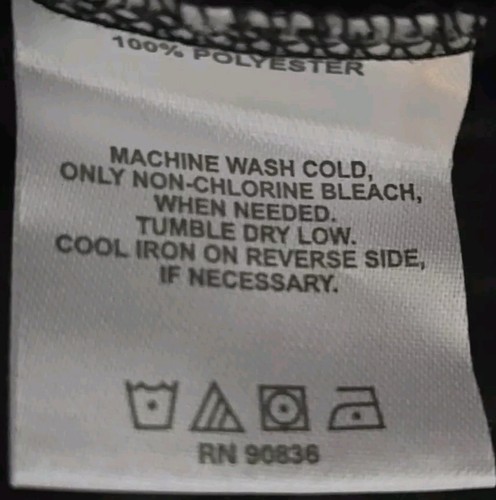 100% POLYESTER
MACHINE WASH COLD,
ONLY NON-CHLORINE BLEACH,
WHEN NEEDED.
TUMBLE DRY LOW.
COOL IRON ON REVERSE SIDE,
IF NECESSARY.
RN 90836